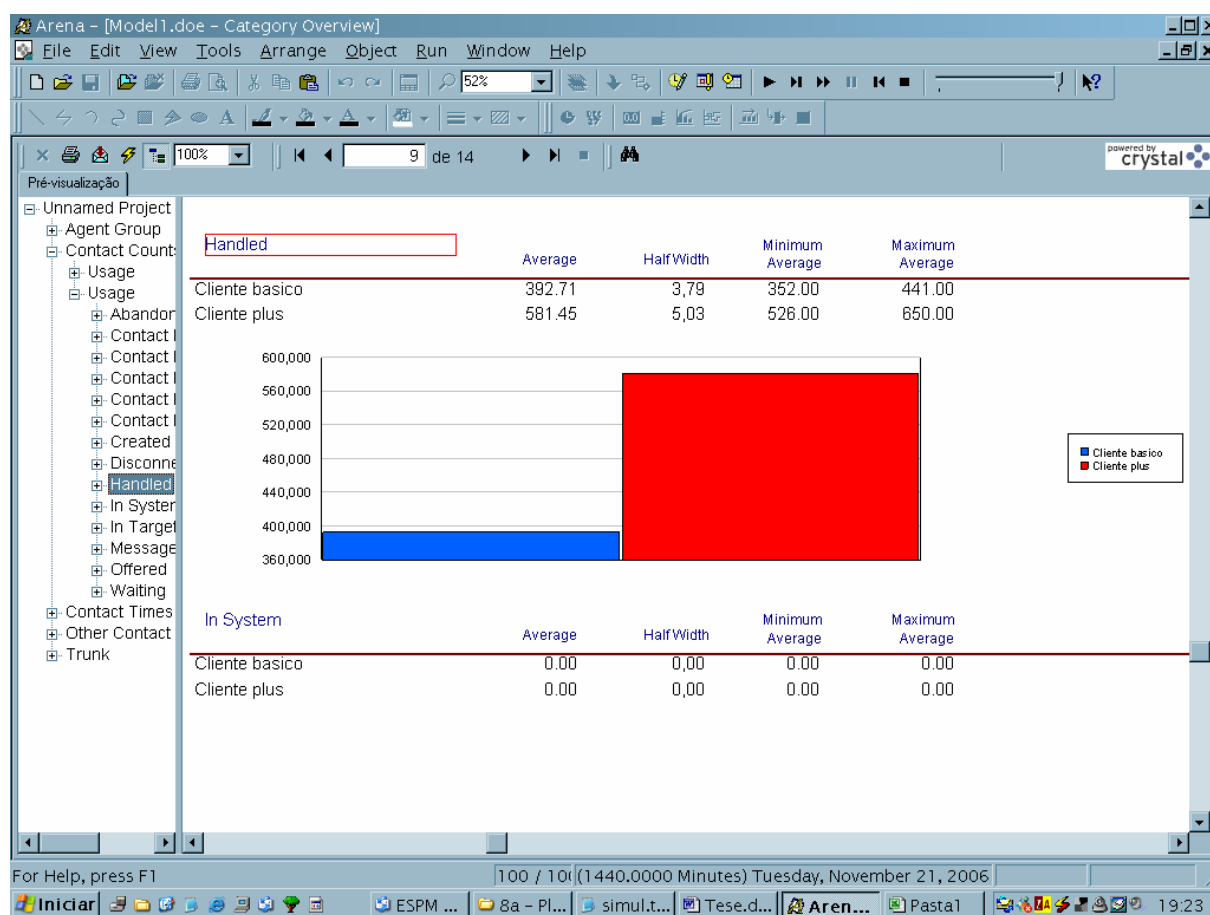 Arena - [Model1.doe - Category Overview]
File Edit View Tools Arrange Object Run Window Help
52%
100% 9 de 14
powered by crystal
Pré-visualização
Unnamed Project
Agent Group
Contact Count
Usage
Usage
Abandon
Contact
Contact
Contact
Contact
Contact
Created
Disconne
Handled
In System
In Target
Message
Offered
Waiting
Contact Times
Other Contact
Trunk
Handled Average Half Width Minimum Average Maximum Average
Cliente basico 392.71 3,79 352.00 441.00
Cliente plus 581.45 5,03 526.00 650.00
600,000
560,000
520,000
480,000
440,000
400,000
360,000
Cliente basico
Cliente plus
In System Average Half Width Minimum Average Maximum Average
Cliente basico 0.00 0,00 0.00 0.00
Cliente plus 0.00 0,00 0.00 0.00
For Help, press F1 100 / 10 (1440.0000 Minutes) Tuesday, November 21, 2006
Iniciar ESPM ... 8a - Pl... simul.t... Tese.d... Aren... Pasta1 19:23